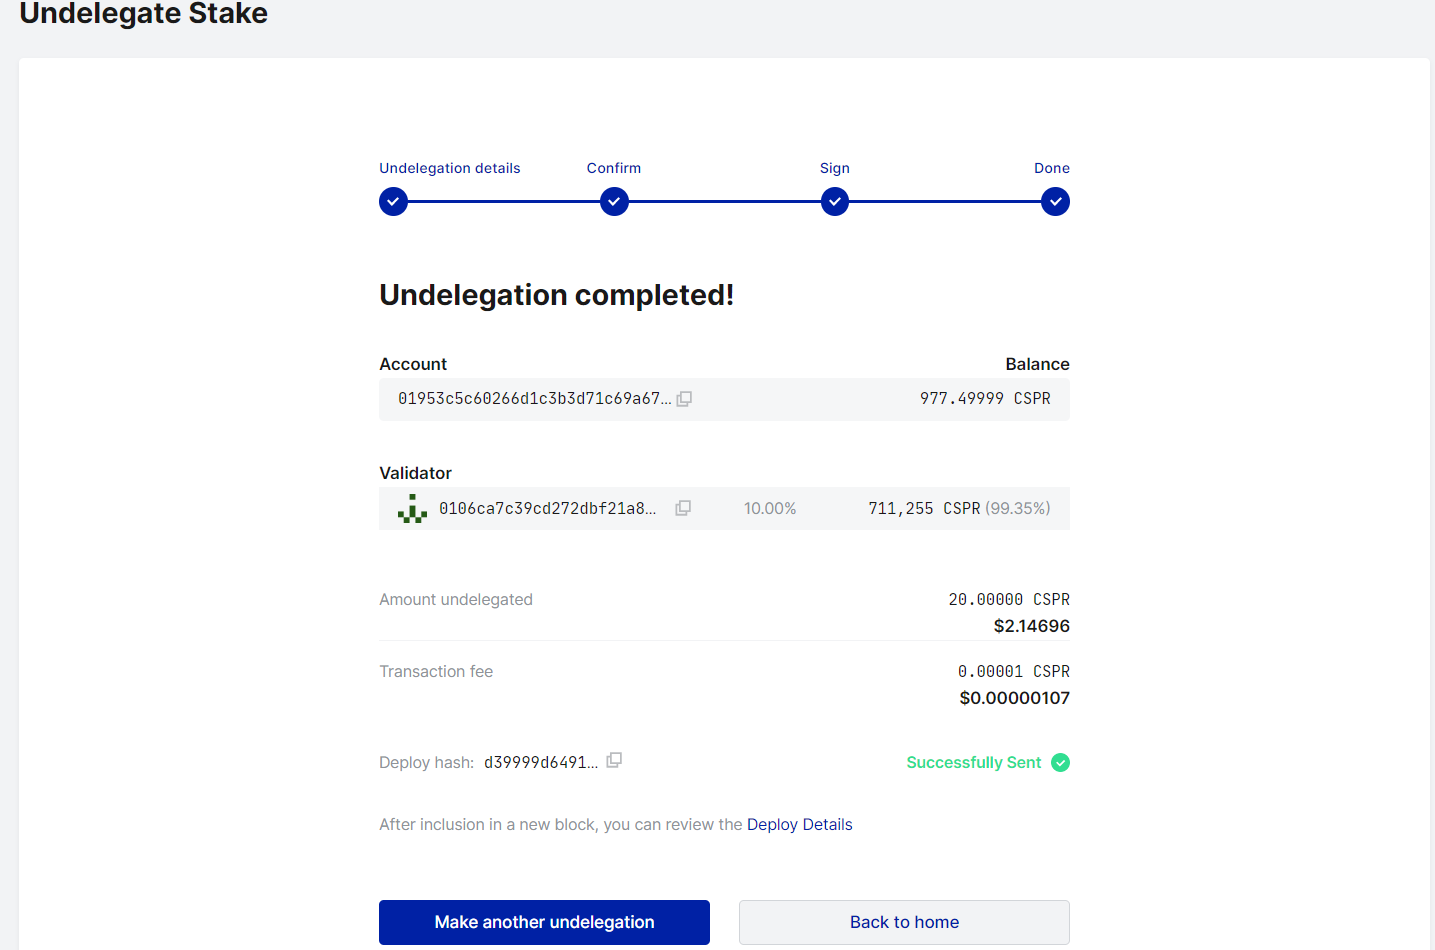 Undelegate Stake
Undelegation details Confirm Sign Done
Undelegation completed!
Account Balance
01953c5c60266d1c3b3d71c69a67... 977.49999 CSPR
Validator
0106ca7c39cd272dbf21a8... 10.00% 711,255 CSPR (99.35%)
Amount undelegated 20.00000 CSPR
$2.14696
Transaction fee 0.00001 CSPR
$0.00000107
Deploy hash: d39999d6491... Successfully Sent
After inclusion in a new block, you can review the Deploy Details
Make another undelegation Back to home